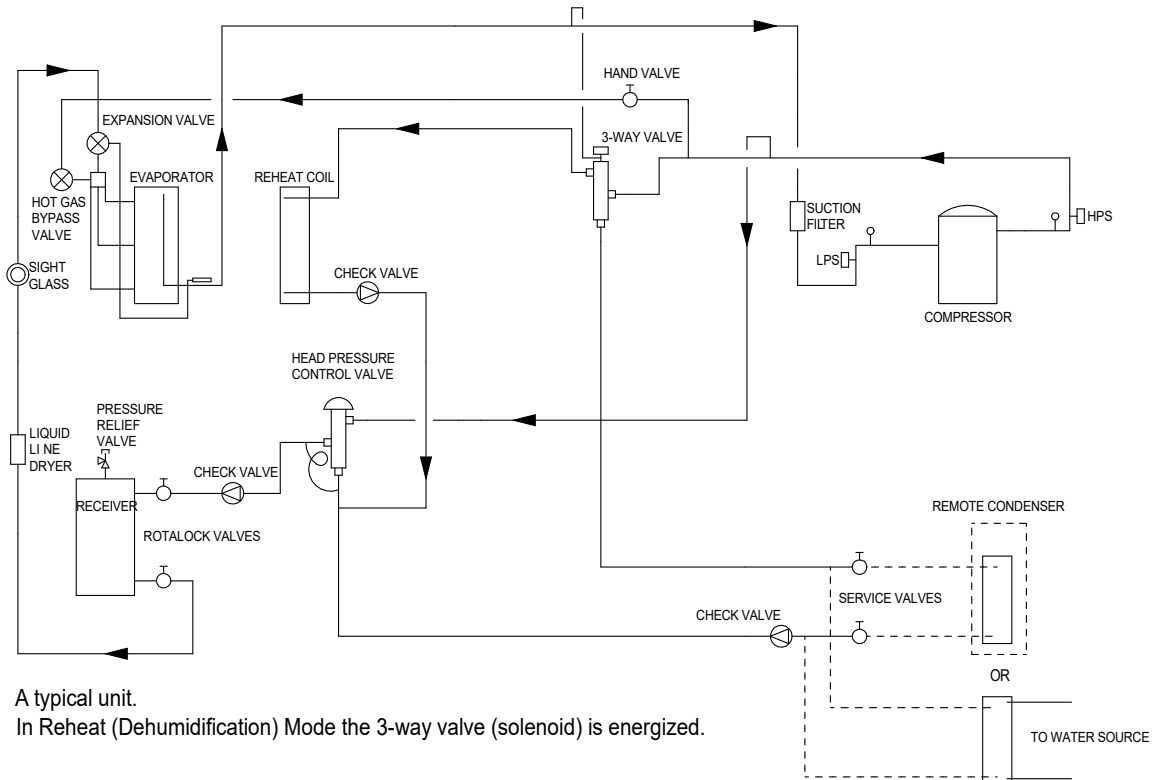 HAND VALVE
EXPANSION VALVE
3-WAY VALVE
EVAPORATOR
REHEAT COIL
HOT GAS
BYPASS
VALVE
SUCTION
FILTER
HPS
LPS
SIGHT
GLASS
CHECK VALVE
COMPRESSOR
HEAD PRESSURE
CONTROL VALVE
PRESSURE
RELIEF
VALVE
LIQUID
LI NE
DRYER
CHECK VALVE
RECEIVER
ROTALOCK VALVES
REMOTE CONDENSER
SERVICE VALVES
CHECK VALVE
OR
TO WATER SOURCE
A typical unit.
In Reheat (Dehumidification) Mode the 3-way valve (solenoid) is energized.